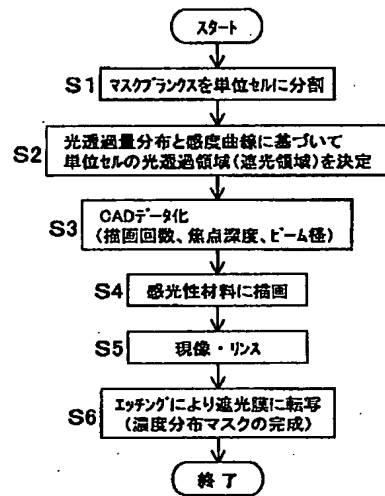 スタート
S1 マスクブランクスを単位セルに分割
S2 光透過量分布と感度曲線に基づいて
単位セルの光透過領域(遮光領域)を決定
S3 CADデータ化
(描画回数、焦点深度、ビーム径)
S4 感光性材料に描画
S5 現像・リンス
S6 エッチングにより遮光膜に転写
(濃度分布マスクの完成)
終了